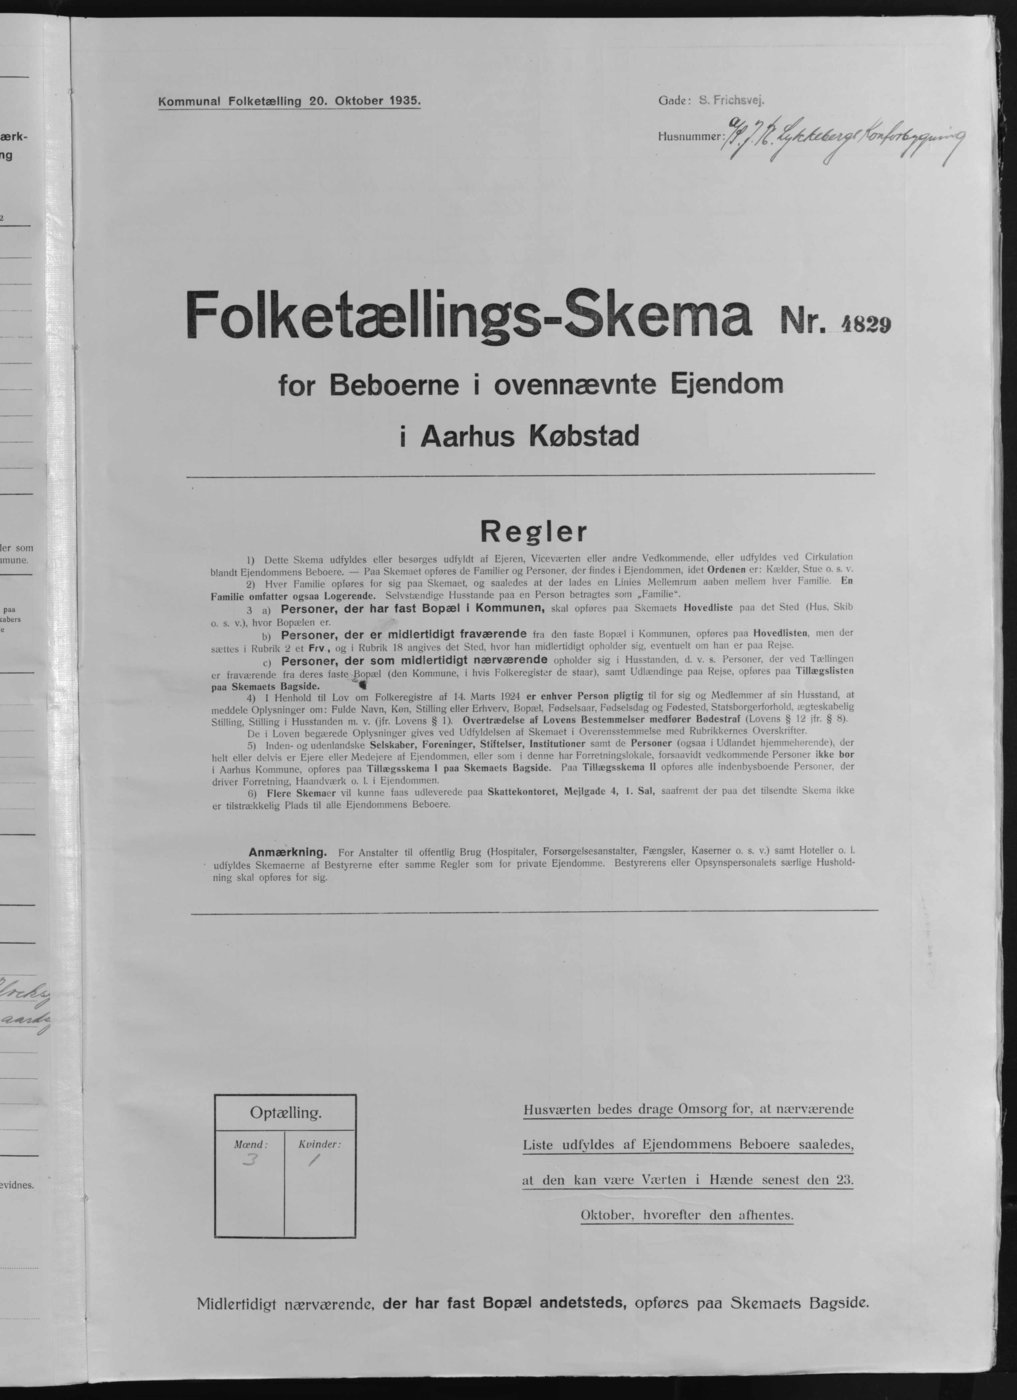 Kommunal Folketælling 20. Oktober 1935.
Gade: S. Frichsvej.
Husnummer: A/S. J. K. Lykkebergs Kontorbygning
Folketællings-Skema Nr. 4829
for Beboerne i ovennævnte Ejendom
i Aarhus Købstad
Regler
1) Dette Skema udfyldes eller besørges udfyldt af Ejeren, Viceværten eller andre Vedkommende, eller udfyldes ved Cirkulation
blandt Ejendommens Beboere. — Paa Skemaet opføres de Familier og Personer, der findes i Ejendommen, idet Ordenen er: Kælder, Stue o. s. v.
2) Hver Familie opføres for sig paa Skemaet, og saaledes at der lades en Linies Mellemrum aaben mellem hver Familie. En
Familie omfatter ogsaa Logerende. Selvstændige Husstande paa en Person betragtes som „Familie“.
3 a) Personer, der har fast Bopæl i Kommunen, skal opføres paa Skemaets Hovedliste paa det Sted (Hus, Skib
o. s. v.), hvor Bopælen er.
b) Personer, der er midlertidigt fraværende fra den faste Bopæl i Kommunen, opføres paa Hovedlisten, men der
sættes i Rubrik 2 et Frv., og i Rubrik 18 angives det Sted, hvor han midlertidigt opholder sig, eventuelt om han er paa Rejse.
c) Personer, der som midlertidigt nærværende opholder sig i Husstanden, d. v. s. Personer, der ved Tællingen
er fraværende fra deres faste Bopæl (den Kommune, i hvis Folkeregister de staar), samt Udlændinge paa Rejse, opføres paa Tillægslisten
paa Skemaets Bagside.
4) I Henhold til Lov om Folkeregistre af 14. Marts 1924 er enhver Person pligtig til for sig og Medlemmer af sin Husstand, at
meddele Oplysninger om: Fulde Navn, Køn, Stilling eller Erhverv, Bopæl, Fødselsaar, Fødselsdag og Fødested, Statsborgerforhold, ægteskabelig
Stilling, Stilling i Husstanden m. v. (jfr. Lovens § 1). Overtrædelse af Lovens Bestemmelser medfører Bødestraf (Lovens § 12 jfr. § 8).
De i Loven begærede Oplysninger gives ved Udfyldelsen af Skemaet i Overensstemmelse med Rubrikkernes Overskrifter.
5) Inden- og udenlandske Selskaber, Foreninger, Stiftelser, Institutioner samt de Personer (ogsaa i Udlandet hjemmehørende), der
helt eller delvis er Ejere eller Medejere af Ejendommen, eller som i denne har Forretningslokale, forsaavidt vedkommende Personer ikke bor
i Aarhus Kommune, opføres paa Tillægsskema I paa Skemaets Bagside. Paa Tillægsskema II opføres alle indenbysboende Personer, der
driver Forretning, Haandværk o. l. i Ejendommen.
6) Flere Skemaer vil kunne faas udleverede paa Skattekontoret, Mejlgade 4, 1. Sal, saafremt der paa det tilsendte Skema ikke
er tilstrækkelig Plads til alle Ejendommens Beboere.
Anmærkning. For Anstalter til offentlig Brug (Hospitaler, Forsørgelsesanstalter, Fængsler, Kaserner o. s. v.) samt Hoteller o. l.
udfyldes Skemaerne af Bestyrerne efter samme Regler som for private Ejendomme. Bestyrerens eller Opsynspersonalets særlige Hushold-
ning skal opføres for sig.
Optælling.
Mænd: Kvinder:
3 1
Husværten bedes drage Omsorg for, at nærværende
Liste udfyldes af Ejendommens Beboere saaledes,
at den kan være Værten i Hænde senest den 23.
Oktober, hvorefter den afhentes.
Midlertidigt nærværende, der har fast Bopæl andetsteds, opføres paa Skemaets Bagside.